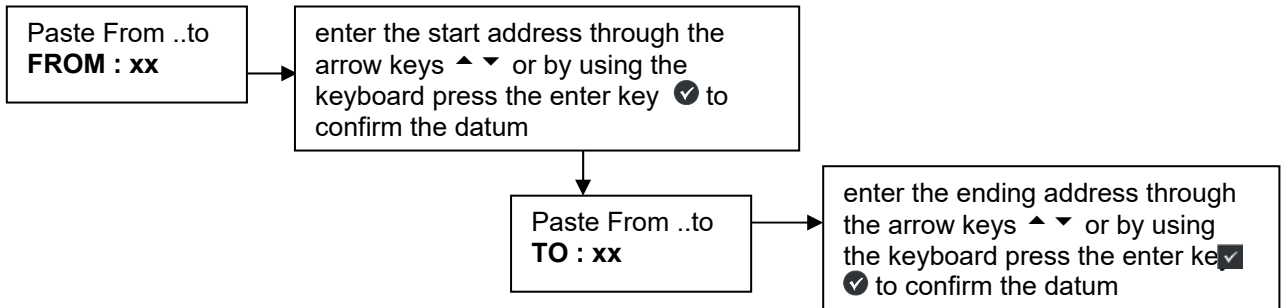 Paste From ..to
FROM : xx
enter the start address through the
arrow keys ▲ ▼ or by using the
keyboard press the enter key ✓ to
confirm the datum
Paste From ..to
TO : xx
enter the ending address through
the arrow keys ▲ ▼ or by using
the keyboard press the enter ke
✓ to confirm the datum